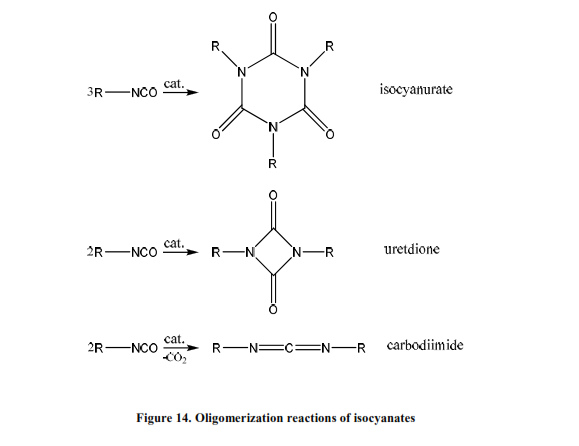 O
R R
N N
3R—NCO cat. isocyanurate
O N O
R
O
2R—NCO cat. R—N N—R uretdione
O
2R—NCO cat. -CO2 R—N=C=N—R carbodiimide
Figure 14. Oligomerization reactions of isocyanates